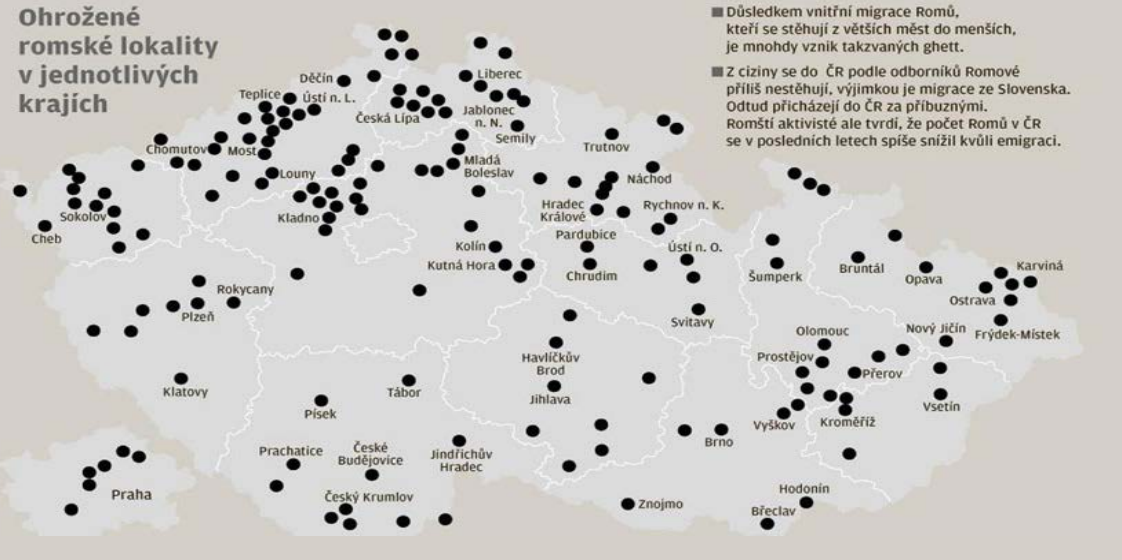 Ohrožené
romské lokality
v jednotlivých
krajích
Důsledkem vnitřní migrace Romů,
kteří se stěhují z větších měst do menších,
je mnohdy vznik takzvaných ghett.
Z ciziny se do ČR podle odborníků Romové
příliš nestěhují, výjimkou je migrace ze Slovenska.
Odtud přicházejí do ČR za příbuznými.
Romští aktivisté ale tvrdí, že počet Romů v ČR
se v posledních letech spíše snížil kvůli emigraci.
Děčín
Liberec
Teplice
Ústí n. L.
Česká Lípa
Jablonec
n. N.
Semily
Chomutov
Most
Trutnov
Mladá
Boleslav
Louny
Náchod
Sokolov
Kladno
Hradec
Králové
Rychnov n. K.
Cheb
Pardubice
Kolín
Ústí n. O.
Kutná Hora
Chrudim
Šumperk
Bruntál
Opava
Karviná
Rokycany
Ostrava
Plzeň
Svitavy
Olomouc
Nový Jičín
Frýdek-Místek
Havlíčkův
Brod
Prostějov
Přerov
Klatovy
Tábor
Jihlava
Písek
Vsetín
Vyškov
Kroměříž
Brno
Prachatice
České
Budějovice
Jindřichův
Hradec
Praha
Český Krumlov
Znojmo
Hodonín
Břeclav